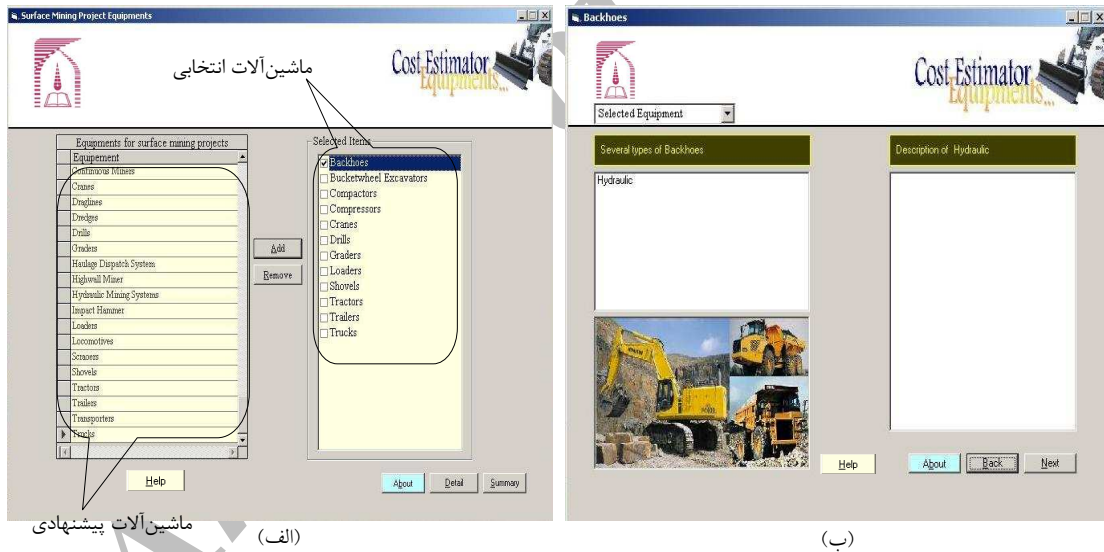 Surface Mining Project Equipments
ماشین‌آلات انتخابی
Cost Estimator
Equipments...
Equipments for surface mining projects
Equipement
Continuous Miners
Cranes
Draglines
Dredges
Drills
Graders
Haulage Dispatch System
Highwall Miner
Hydraulic Mining Systems
Impact Hammer
Loaders
Locomotives
Scrapers
Shovels
Tractors
Trailers
Transporters
Trucks
Add
Remove
Selected Items
Backhoes
Bucketwheel Excavators
Compactors
Compressors
Cranes
Drills
Graders
Loaders
Shovels
Tractors
Trailers
Trucks
Help
About Detail Summary
ماشین‌آلات پیشنهادی
(الف)
Backhoes
Cost Estimator
Equipments...
Selected Equipment
Several types of Backhoes
Description of Hydraulic
Hydraulic
Help
About Back Next
(ب)